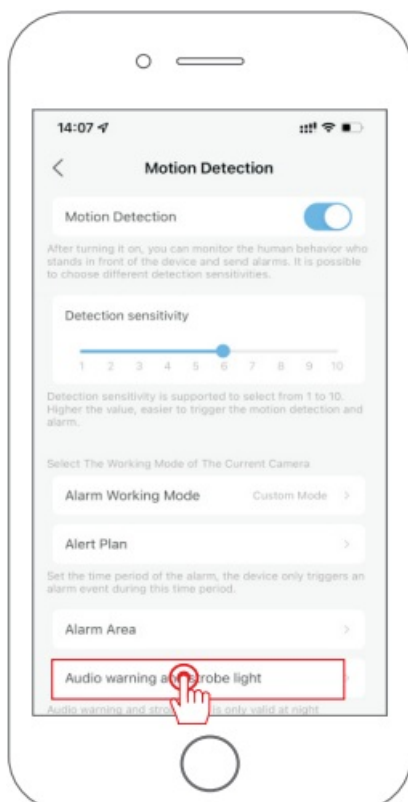 14:07
Motion Detection
Motion Detection
After turning it on, you can monitor the human behavior who
stands in front of the device and send alarms. It is possible
to choose different detection sensitivities.
Detection sensitivity
1 2 3 4 5 6 7 8 9 10
Detection sensitivity is supported to select from 1 to 10.
Higher the value, easier to trigger the motion detection and
alarm.
Select The Working Mode of The Current Camera
Alarm Working Mode Custom Mode
Alert Plan
Set the time period of the alarm, the device only triggers an
alarm event during this time period.
Alarm Area
Audio warning and strobe light
Audio warning and is only valid at night